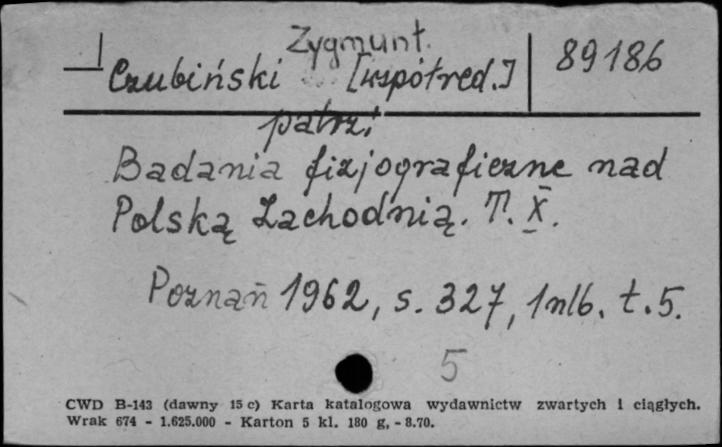 Zygmunt.
Czubiński [współred.] 89186
patrz:
Badania fizjograficzne nad
Polską Zachodnią. T. X.
Poznań 1962, s. 327, 1 nlb. t. 5.
5
CWD B-143 (dawny 15 c) Karta katalogowa wydawnictw zwartych i ciągłych.
Wrak 674 - 1.625.000 - Karton 5 kl. 180 g, - 8.70.